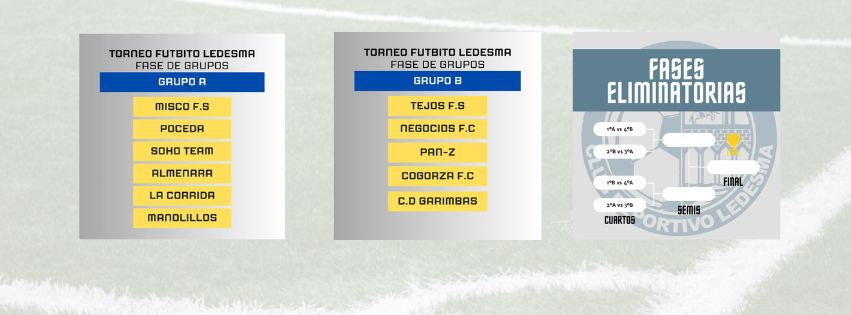 TORNEO FUTBITO LEDESMA
FASE DE GRUPOS
GRUPO A
MISCO F.S
POCEDA
SOHO TEAM
ALMENARA
LA CORRIDA
MANOLILLOS
TORNEO FUTBITO LEDESMA
FASE DE GRUPOS
GRUPO B
TEJOS F.S
NEGOCIOS F.C
PAN-Z
COGORZA F.C
C.D GARIMBAS
FASES
ELIMINATORIAS
1ºA vs 4ºB
2ºB vs 3ºA
1ºB vs 4ºA
2ºA vs 3ºB
CUARTOS
SEMIS
FINAL
DEPORTIVO LEDESMA